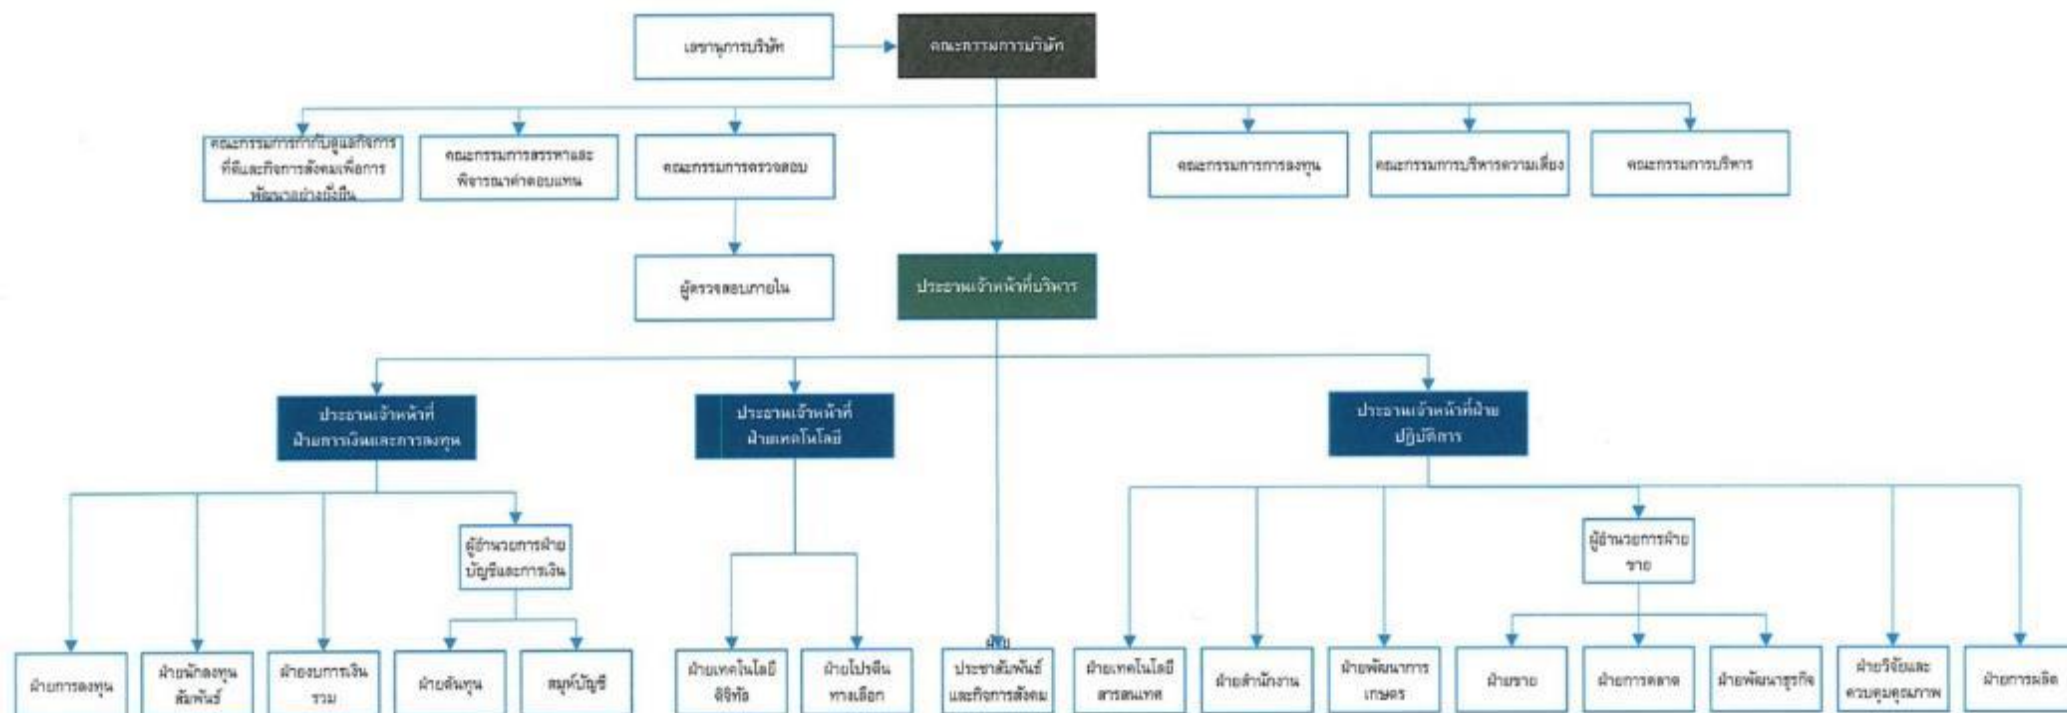 เลขานุการบริษัท
คณะกรรมการบริษัท
คณะกรรมการกำกับดูแลกิจการ
ที่ดีและกิจการสังคมเพื่อการ
พัฒนาอย่างยั่งยืน
คณะกรรมการสรรหาและ
พิจารณาค่าตอบแทน
คณะกรรมการตรวจสอบ
คณะกรรมการการลงทุน
คณะกรรมการบริหารความเสี่ยง
คณะกรรมการบริหาร
ผู้ตรวจสอบภายใน
ประธานเจ้าหน้าที่บริหาร
ประธานเจ้าหน้าที่
ฝ่ายการเงินและการลงทุน
ประธานเจ้าหน้าที่
ฝ่ายเทคโนโลยี
ประธานเจ้าหน้าที่ฝ่าย
ปฏิบัติการ
ผู้อำนวยการฝ่าย
บัญชีและการเงิน
ผู้อำนวยการฝ่าย
ขาย
ฝ่ายการลงทุน
ฝ่ายนักลงทุน
สัมพันธ์
ฝ่ายงบการเงิน
รวม
ฝ่ายต้นทุน
สมุห์บัญชี
ฝ่ายเทคโนโลยี
ดิจิทัล
ฝ่ายโปรตีน
ทางเลือก
ฝ่าย
ประชาสัมพันธ์
และกิจการสังคม
ฝ่ายเทคโนโลยี
สารสนเทศ
ฝ่ายสำนักงาน
ฝ่ายพัฒนาการ
เกษตร
ฝ่ายขาย
ฝ่ายการตลาด
ฝ่ายพัฒนาธุรกิจ
ฝ่ายวิจัยและ
ควบคุมคุณภาพ
ฝ่ายการผลิต